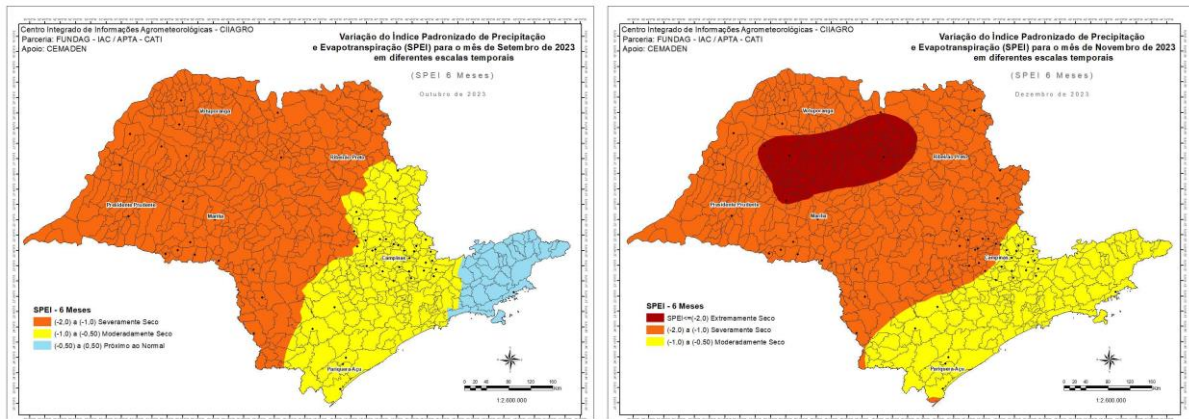 Centro Integrado de Informações Agrometeorológicas - CIIAGRO
Parceria: FUNDAG - IAC / APTA - CATI
Apoio: CEMADEN
Variação do Índice Padronizado de Precipitação
e Evapotranspiração (SPEI) para o mês de Setembro de 2023
em diferentes escalas temporais
(SPEI 6 Meses)
Outubro de 2023
Votuporanga
Ribeirão Preto
Presidente Prudente
Marília
Campinas
Pariquera-Açu
SPEI - 6 Meses
(-2,0) a (-1,0) Severamente Seco
(-1,0) a (-0,50) Moderadamente Seco
(-0,50) a (0,50) Próximo ao Normal
1:2.600.000
Centro Integrado de Informações Agrometeorológicas - CIIAGRO
Parceria: FUNDAG - IAC / APTA - CATI
Apoio: CEMADEN
Variação do Índice Padronizado de Precipitação
e Evapotranspiração (SPEI) para o mês de Novembro de 2023
em diferentes escalas temporais
(SPEI 6 Meses)
Dezembro de 2023
Votuporanga
Ribeirão Preto
Presidente Prudente
Marília
Campinas
Pariquera-Açu
SPEI - 6 Meses
SPEI<=(-2,0) Extremamente Seco
(-2,0) a (-1,0) Severamente Seco
(-1,0) a (-0,50) Moderadamente Seco
1:2.600.000